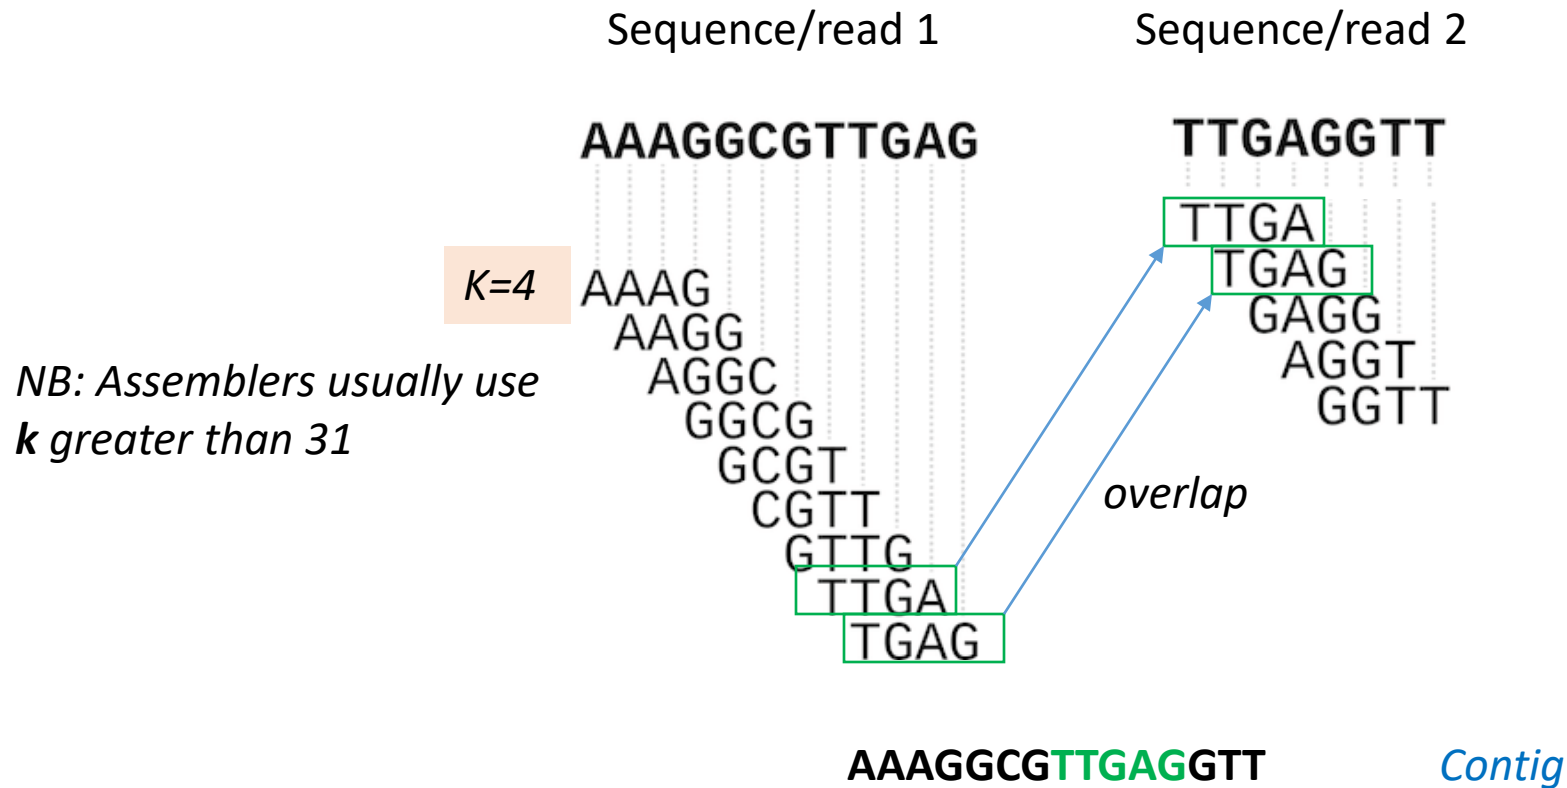 Sequence/read 1
Sequence/read 2
AAAGGCGTTGAG
TTGAGGTT
K=4
AAAG
AAGG
AGGC
GGCG
GCGT
CGTT
GTTG
TTGA
TGAG
TTGA
TGAG
GAGG
AGGT
GGTT
NB: Assemblers usually use
k greater than 31
overlap
AAAGGCGTTGAGGTT
Contig